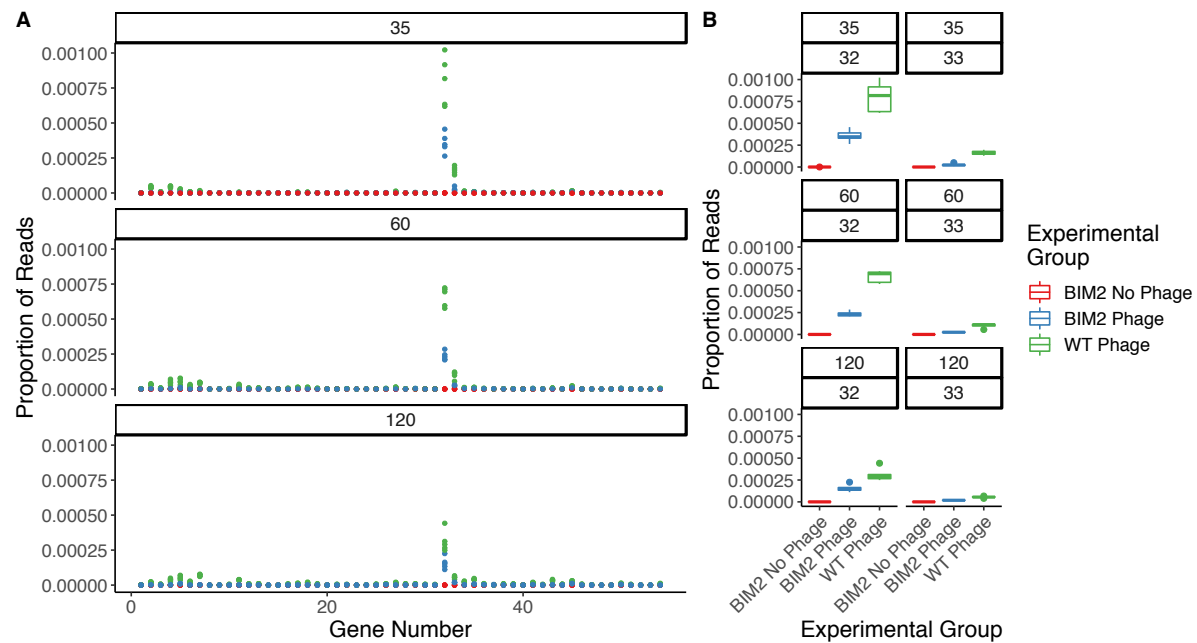 A
35
0.00100
0.00075
0.00050
0.00025
0.00000
60
0.00100
0.00075
0.00050
0.00025
0.00000
120
0.00100
0.00075
0.00050
0.00025
0.00000
0
20
40
Gene Number
Proportion of Reads
B
35
32
35
33
0.00100
0.00075
0.00050
0.00025
0.00000
60
32
60
33
0.00100
0.00075
0.00050
0.00025
0.00000
120
32
120
33
0.00100
0.00075
0.00050
0.00025
0.00000
BIM2 No Phage
BIM2 Phage
WT Phage
BIM2 No Phage
BIM2 Phage
WT Phage
Experimental Group
Proportion of Reads
Experimental
Group
BIM2 No Phage
BIM2 Phage
WT Phage